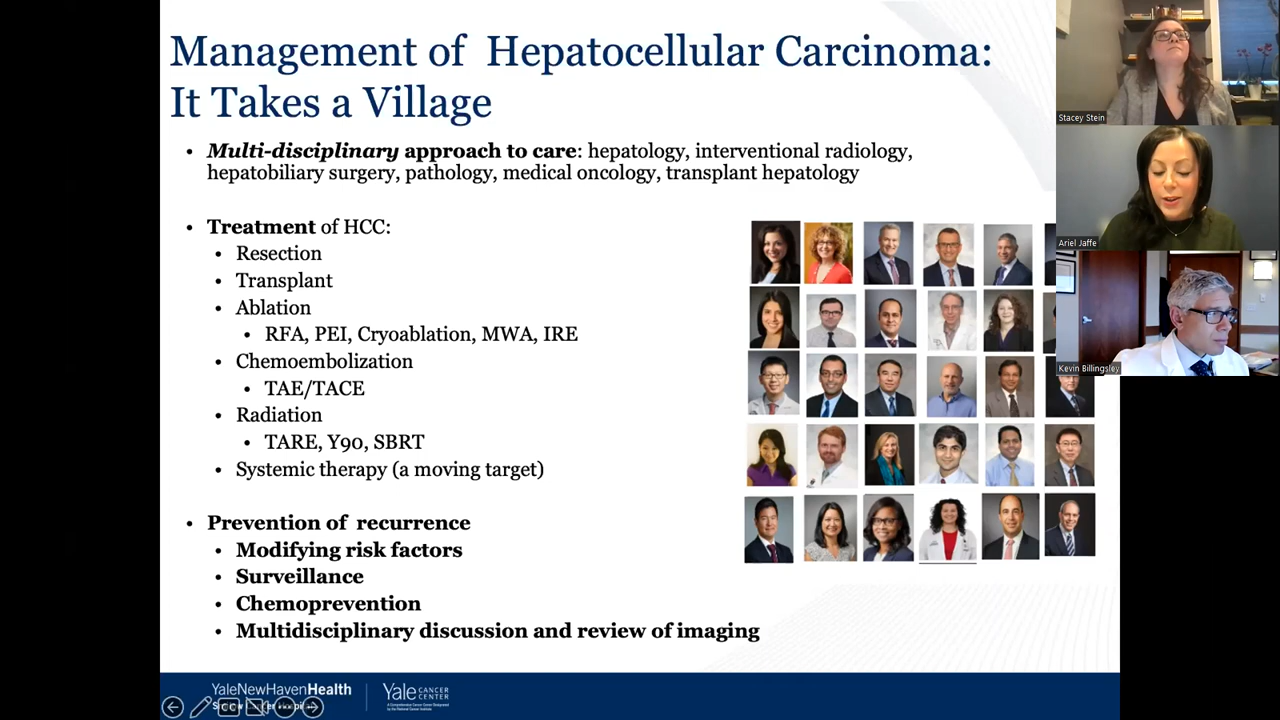 Management of Hepatocellular Carcinoma:
It Takes a Village
• Multi-disciplinary approach to care: hepatology, interventional radiology,
hepatobiliary surgery, pathology, medical oncology, transplant hepatology
• Treatment of HCC:
• Resection
• Transplant
• Ablation
• RFA, PEI, Cryoablation, MWA, IRE
• Chemoembolization
• TAE/TACE
• Radiation
• TARE, Y90, SBRT
• Systemic therapy (a moving target)
• Prevention of recurrence
• Modifying risk factors
• Surveillance
• Chemoprevention
• Multidisciplinary discussion and review of imaging
Stacey Stein
Ariel Jaffe
Kevin Billingsley
YaleNewHavenHealth
Yale CANCER
CENTER